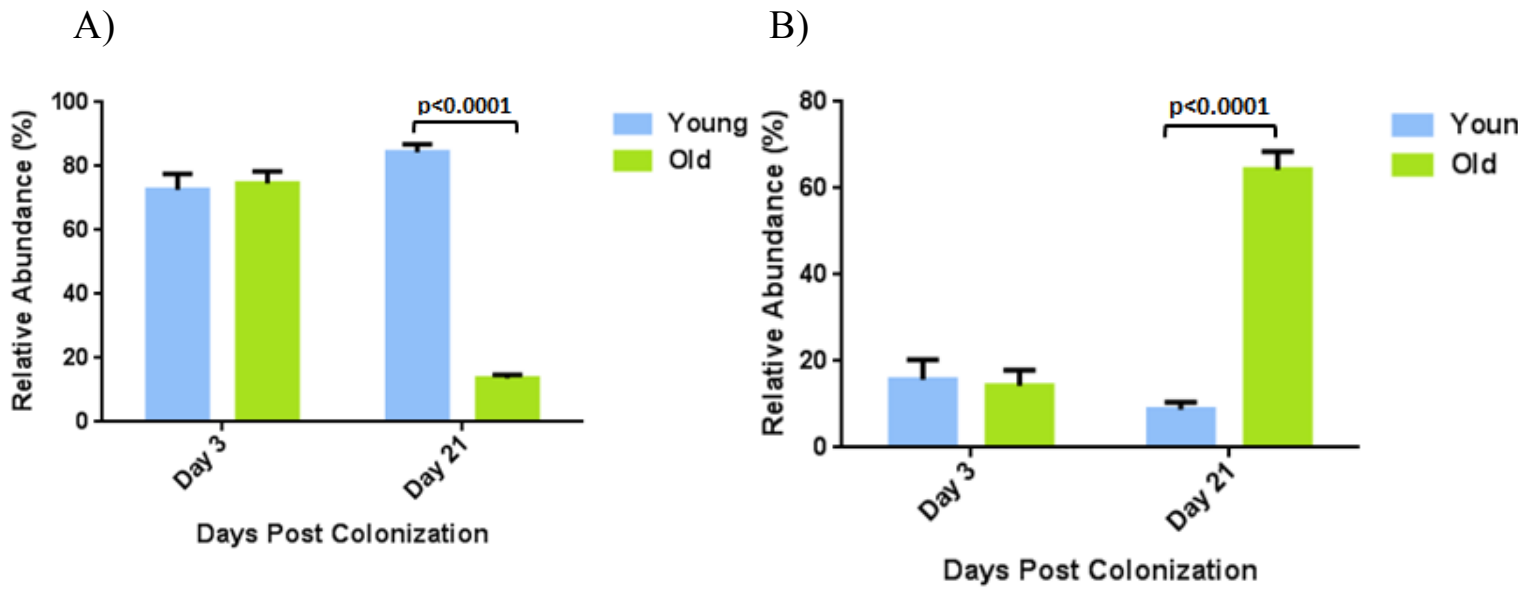 A)
Relative Abundance (%)
100
80
60
40
20
0
p<0.0001
Young
Old
Day 3
Day 21
Days Post Colonization
B)
Relative Abundance (%)
80
60
40
20
0
p<0.0001
Youn
Old
Day 3
Day 21
Days Post Colonization